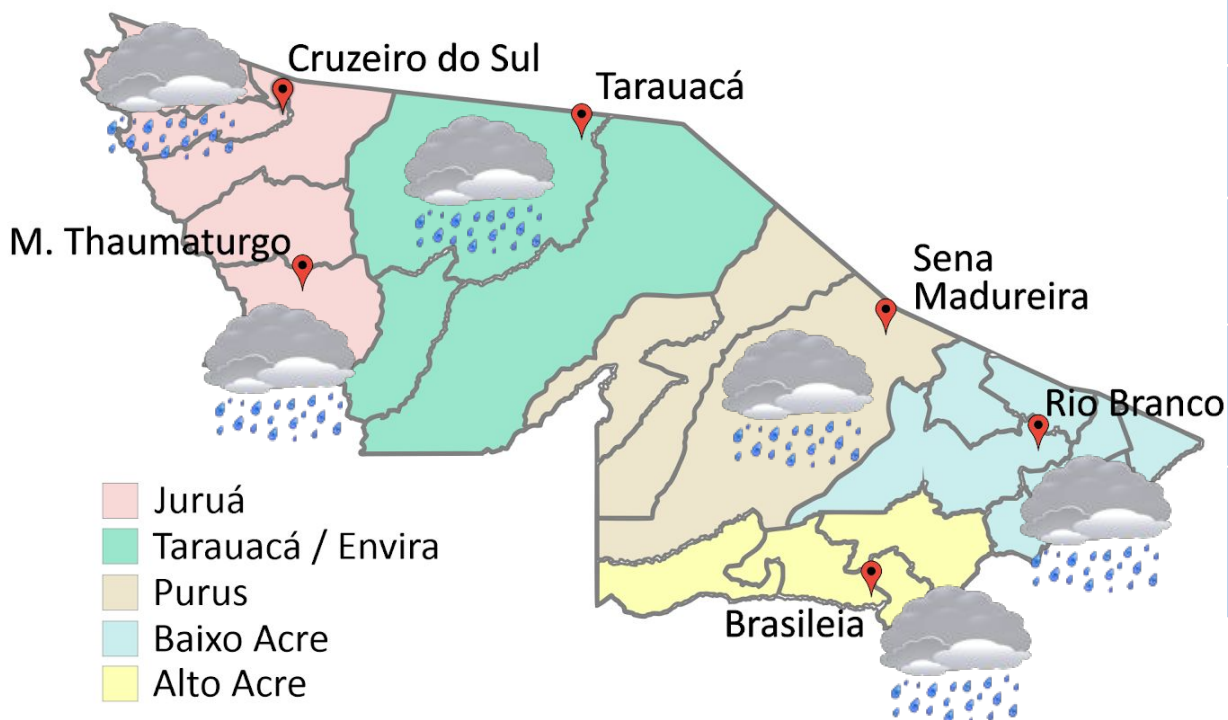 Cruzeiro do Sul
Tarauacá
M. Thaumaturgo
Sena
Madureira
Rio Branco
Brasileia
Juruá
Tarauacá / Envira
Purus
Baixo Acre
Alto Acre